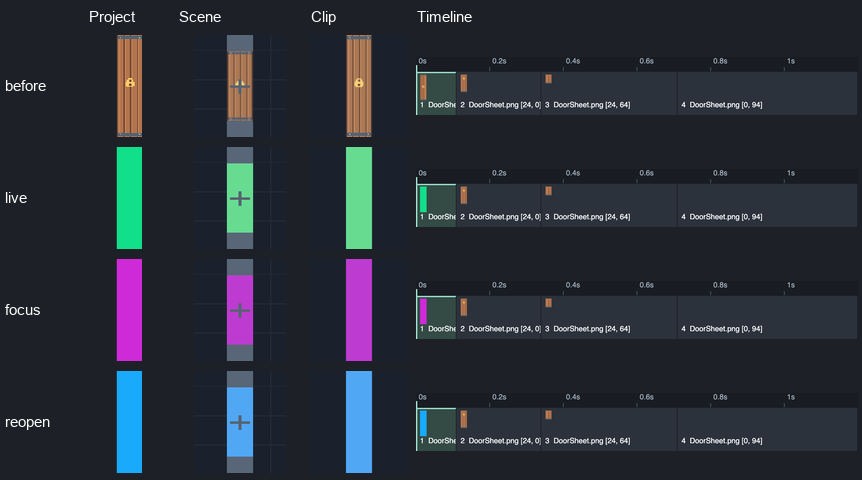 Project Scene Clip Timeline
before
0s 0.2s 0.4s 0.6s 0.8s 1s
1 DoorShe 2 DoorSheet.png [24, 0] 3 DoorSheet.png [24, 64] 4 DoorSheet.png [0, 94]
live
0s 0.2s 0.4s 0.6s 0.8s 1s
1 DoorShe 2 DoorSheet.png [24, 0] 3 DoorSheet.png [24, 64] 4 DoorSheet.png [0, 94]
focus
0s 0.2s 0.4s 0.6s 0.8s 1s
1 DoorShe 2 DoorSheet.png [24, 0] 3 DoorSheet.png [24, 64] 4 DoorSheet.png [0, 94]
reopen
0s 0.2s 0.4s 0.6s 0.8s 1s
1 DoorShe 2 DoorSheet.png [24, 0] 3 DoorSheet.png [24, 64] 4 DoorSheet.png [0, 94]